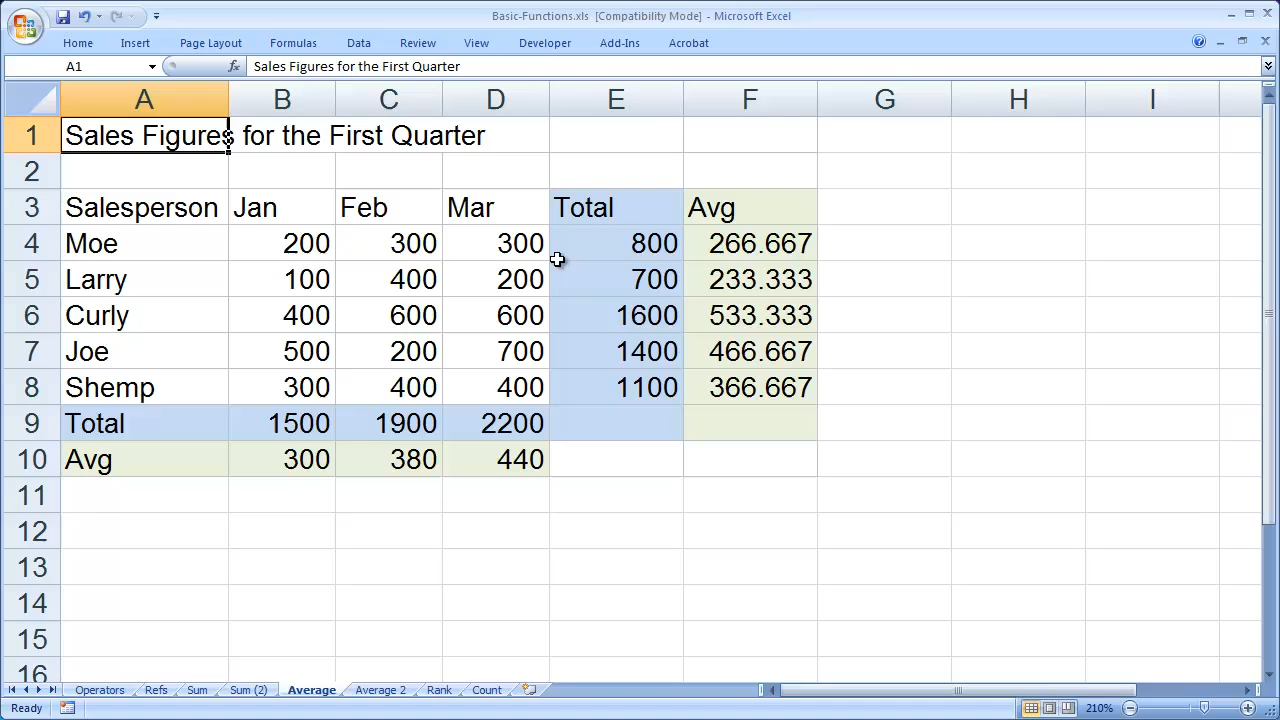 Basic-Functions.xls [Compatibility Mode] - Microsoft Excel
Home Insert Page Layout Formulas Data Review View Developer Add-Ins Acrobat
A1 fx Sales Figures for the First Quarter
A B C D E F G H I
1 Sales Figures for the First Quarter
2
3 Salesperson Jan Feb Mar Total Avg
4 Moe 200 300 300 800 266.667
5 Larry 100 400 200 700 233.333
6 Curly 400 600 600 1600 533.333
7 Joe 500 200 700 1400 466.667
8 Shemp 300 400 400 1100 366.667
9 Total 1500 1900 2200
10 Avg 300 380 440
11
12
13
14
15
16
Operators Refs Sum Sum (2) Average Average 2 Rank Count
Ready 210%